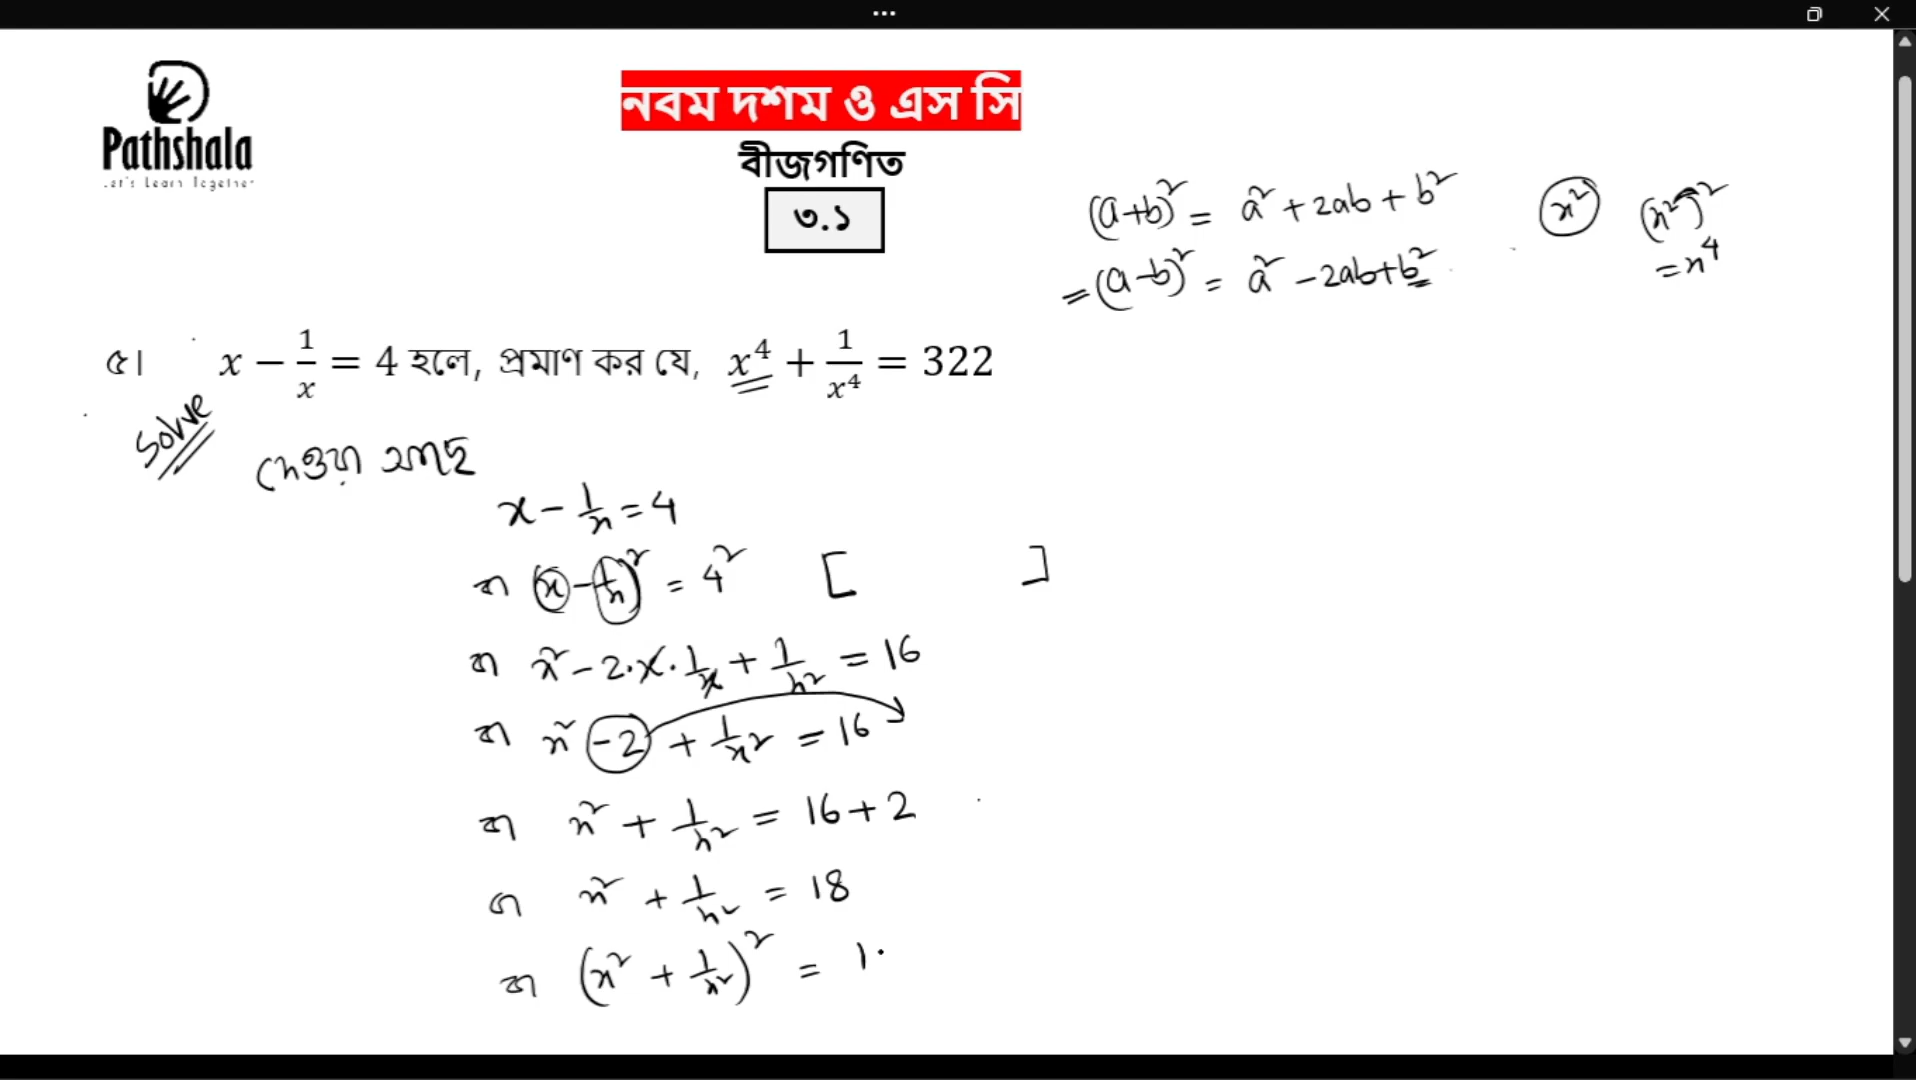 Pathshala
Let's Learn Together
নবম দশম ও এস সি
বীজগণিত
৩.১
(a+b)² = a² + 2ab + b²
= (a-b)² = a² - 2ab + b²
x²
(x²)²
= x⁴
৫। x − 1/x = 4 হলে, প্রমাণ কর যে, x⁴ + 1/x⁴ = 322
Solve
দেওয়া আছে
x - 1/x = 4
বা (x - 1/x)² = 4² [ ]
বা x² - 2·x·1/x + 1/x² = 16
বা x² - 2 + 1/x² = 16
বা x² + 1/x² = 16 + 2
বা x² + 1/x² = 18
বা (x² + 1/x²)² = 1